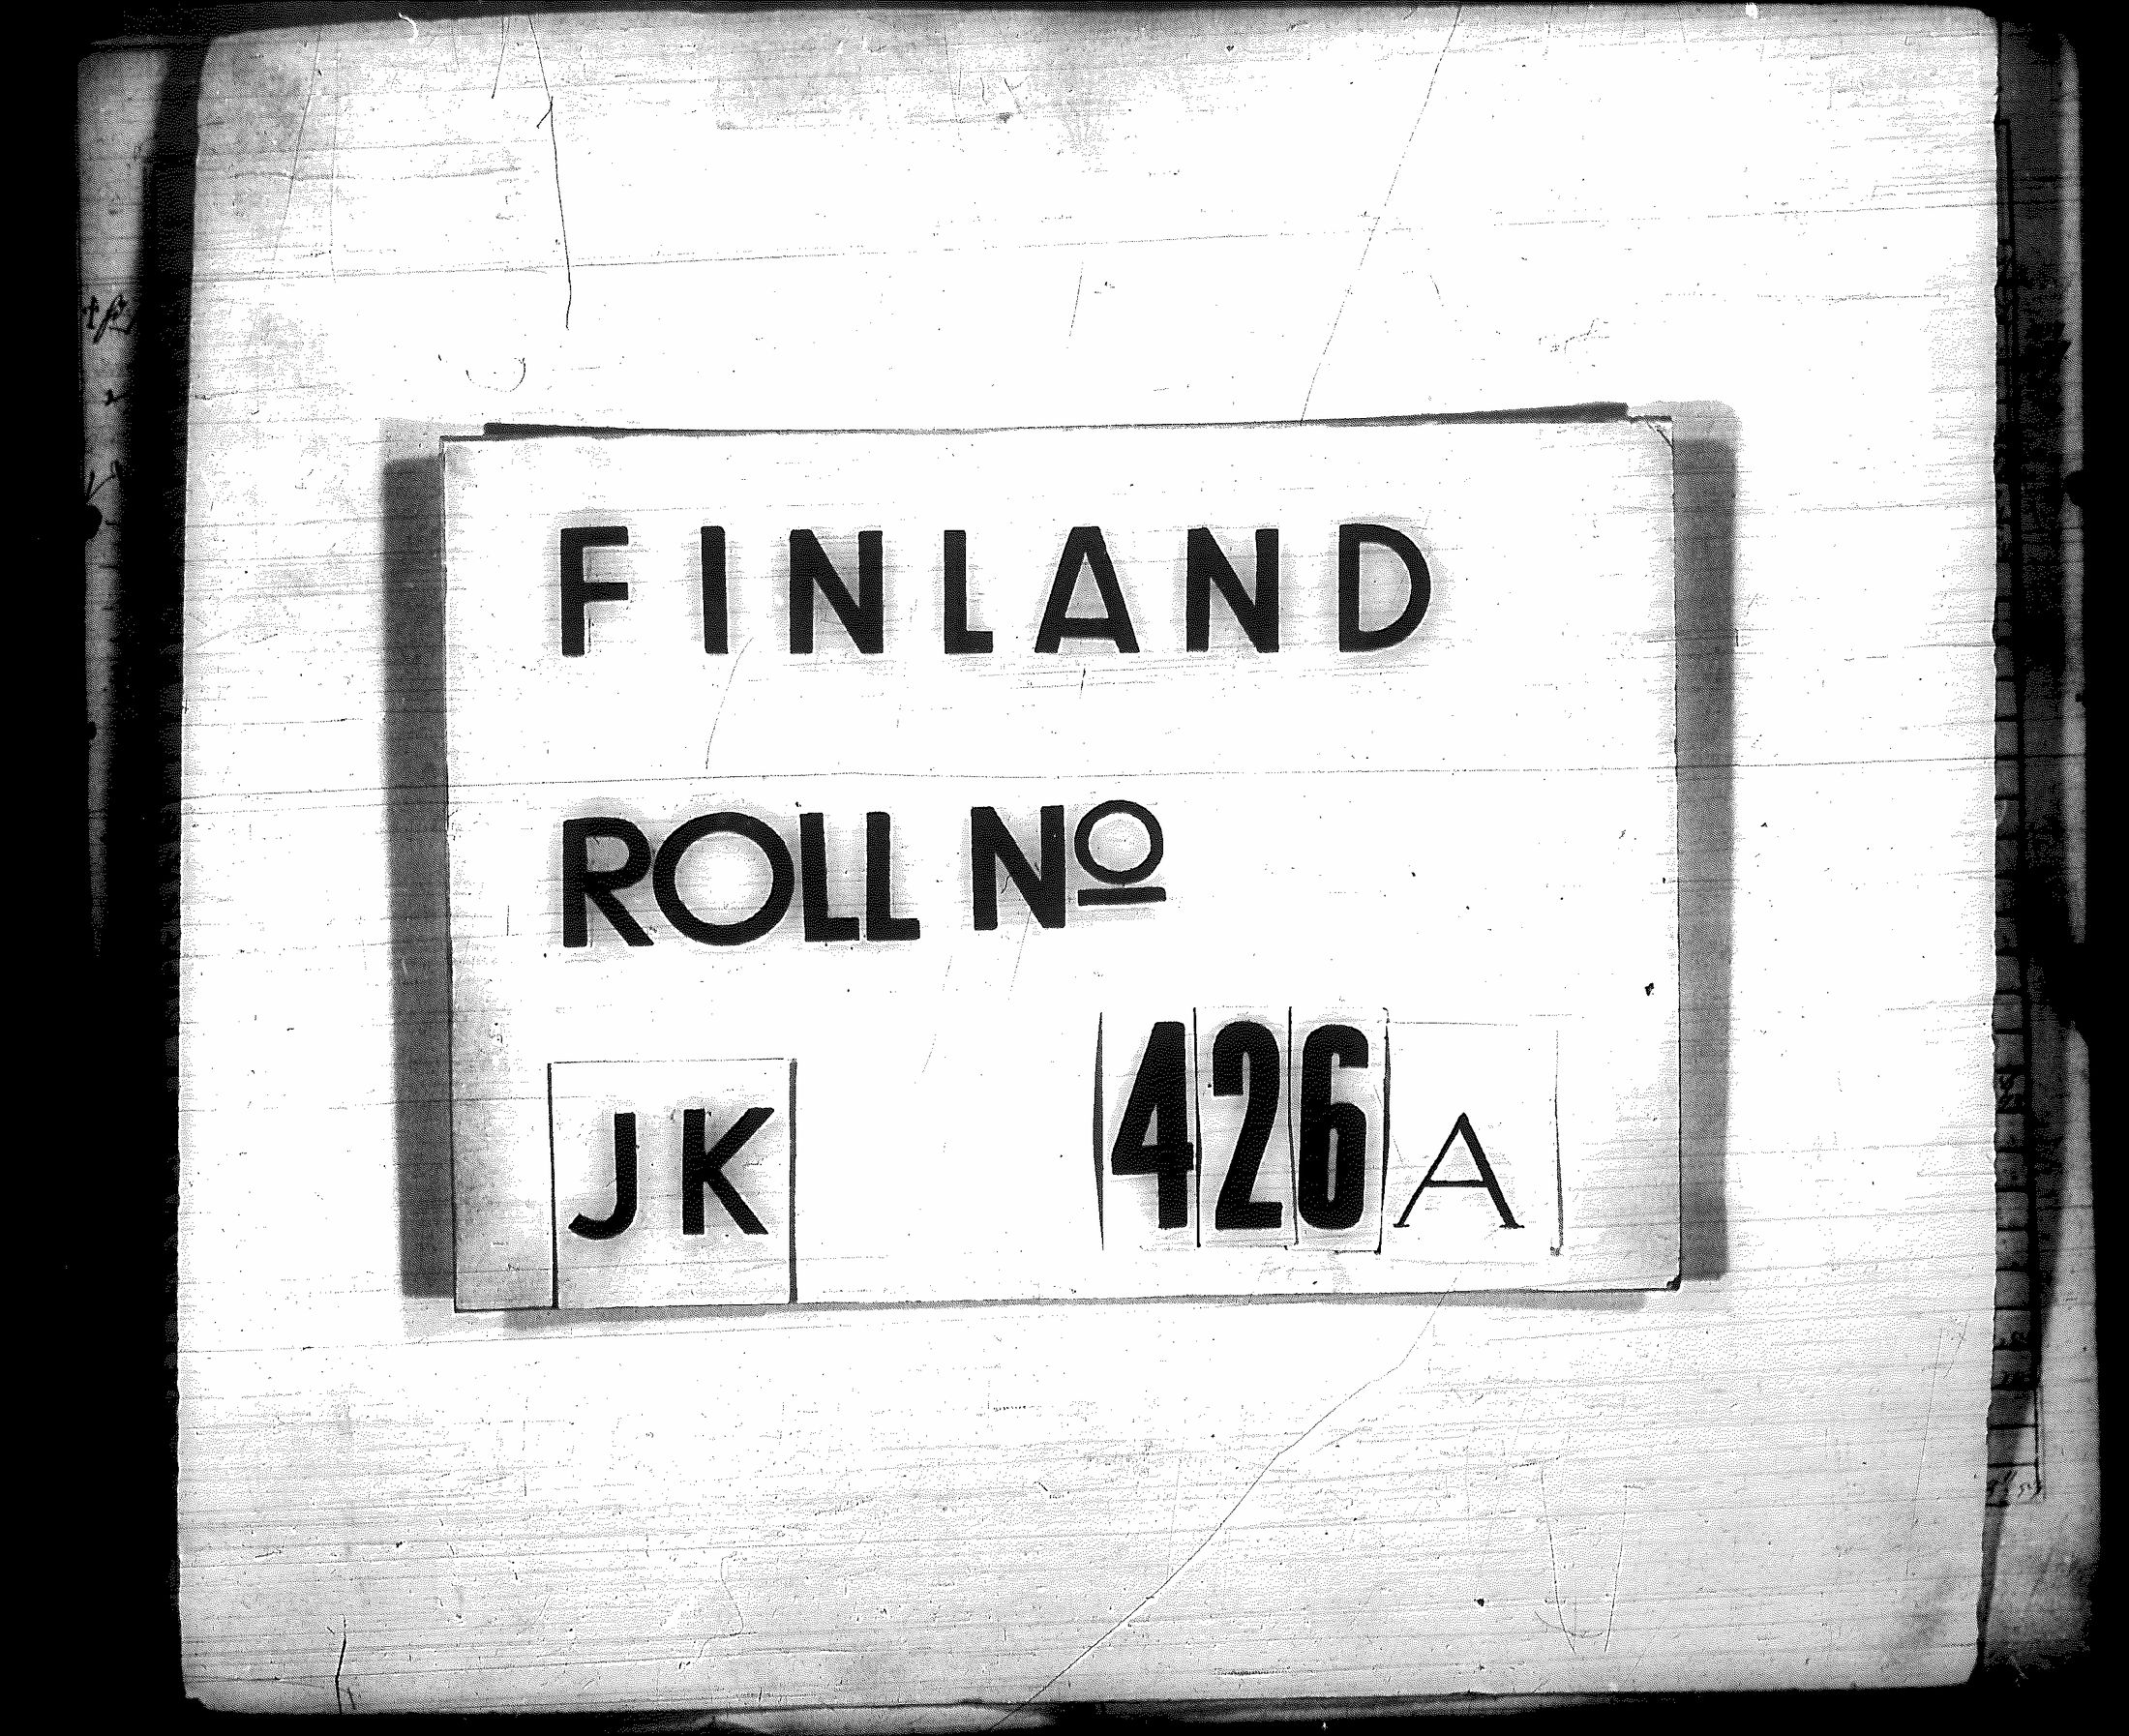 FINLAND
ROLL Nº
JK 426 A